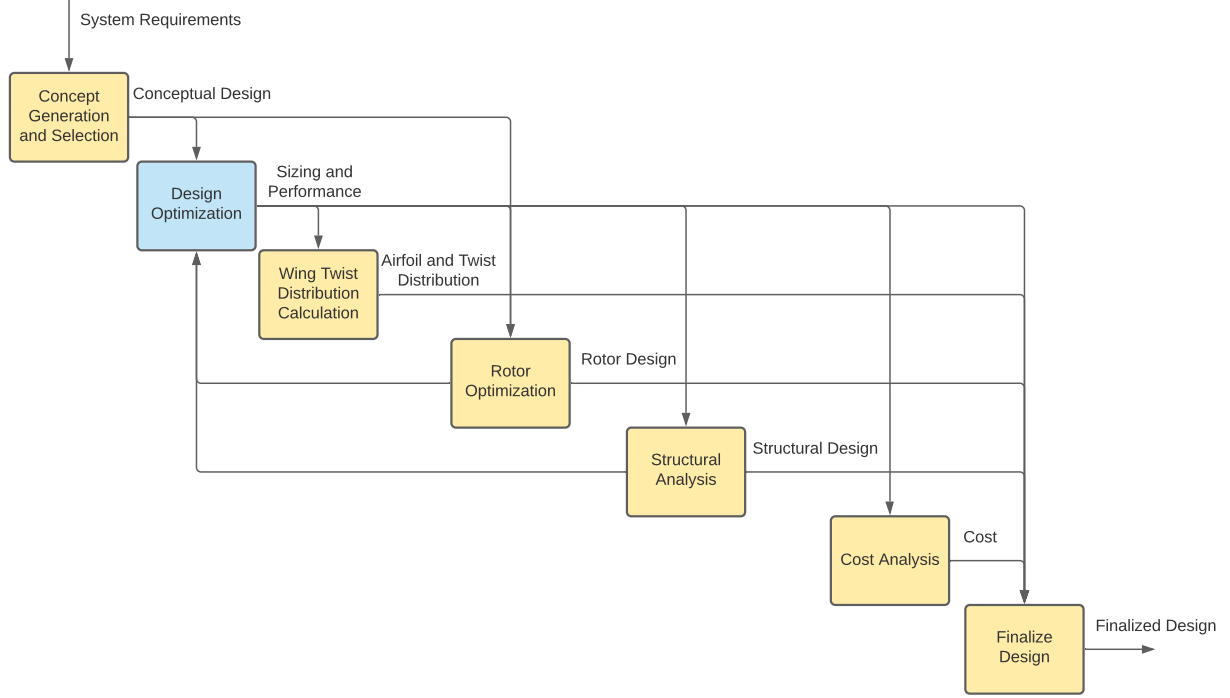 System Requirements
Concept
Generation
and Selection
Conceptual Design
Design
Optimization
Sizing and
Performance
Wing Twist
Distribution
Calculation
Airfoil and Twist
Distribution
Rotor
Optimization
Rotor Design
Structural
Analysis
Structural Design
Cost Analysis
Cost
Finalize
Design
Finalized Design